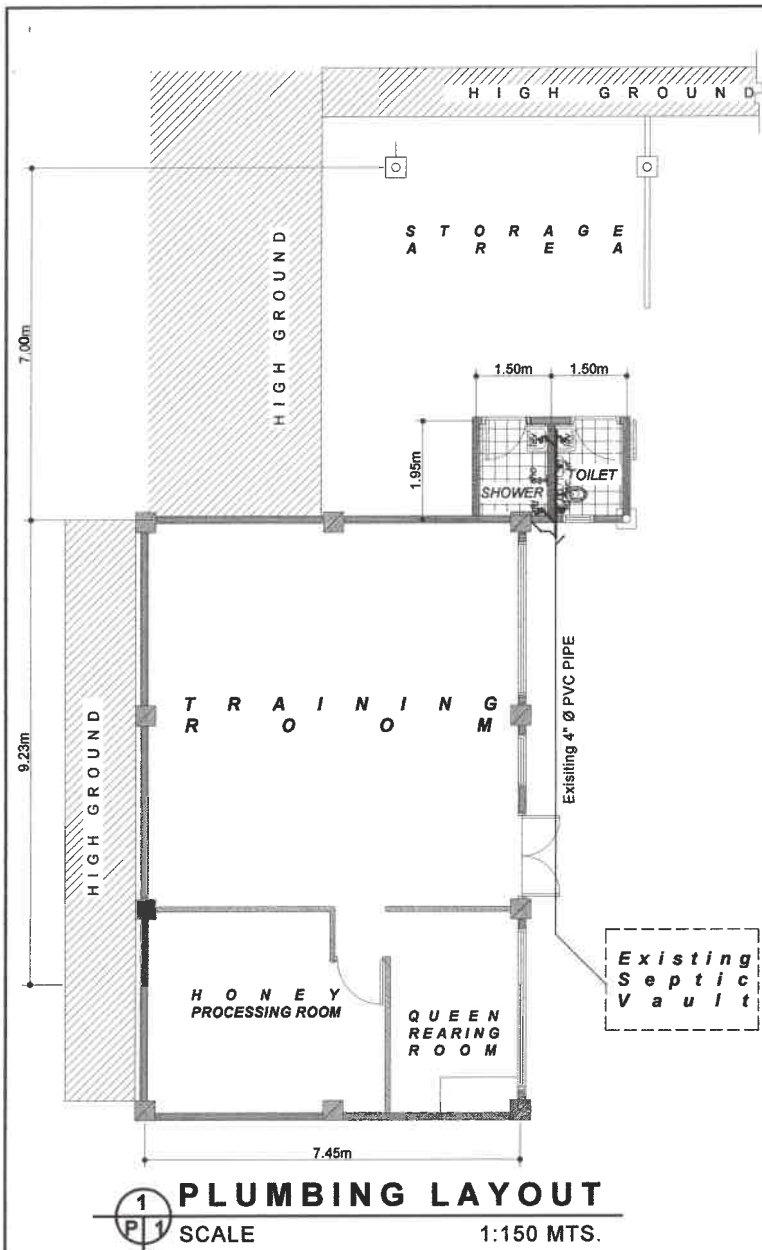 HIGH GROUND
STORAGE
AREA
HIGH GROUND
7.00m
1.50m
1.50m
1.95m
SHOWER
TOILET
TRAINING
ROOM
Exisiting 4" Ø PVC PIPE
9.23m
HIGH GROUND
HONEY
PROCESSING ROOM
QUEEN
REARING
ROOM
Existing
Septic
Vault
7.45m
1
P 1
PLUMBING LAYOUT
SCALE 1:150 MTS.